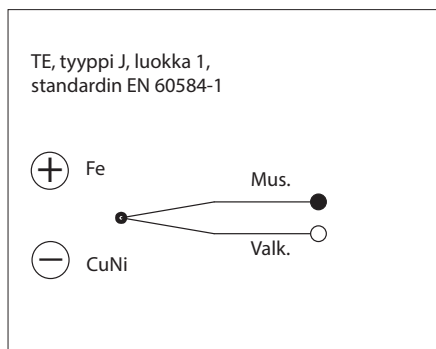 TE, tyyppi J, luokka 1,
standardin EN 60584-1
+ Fe
Mus.
Valk.
− CuNi